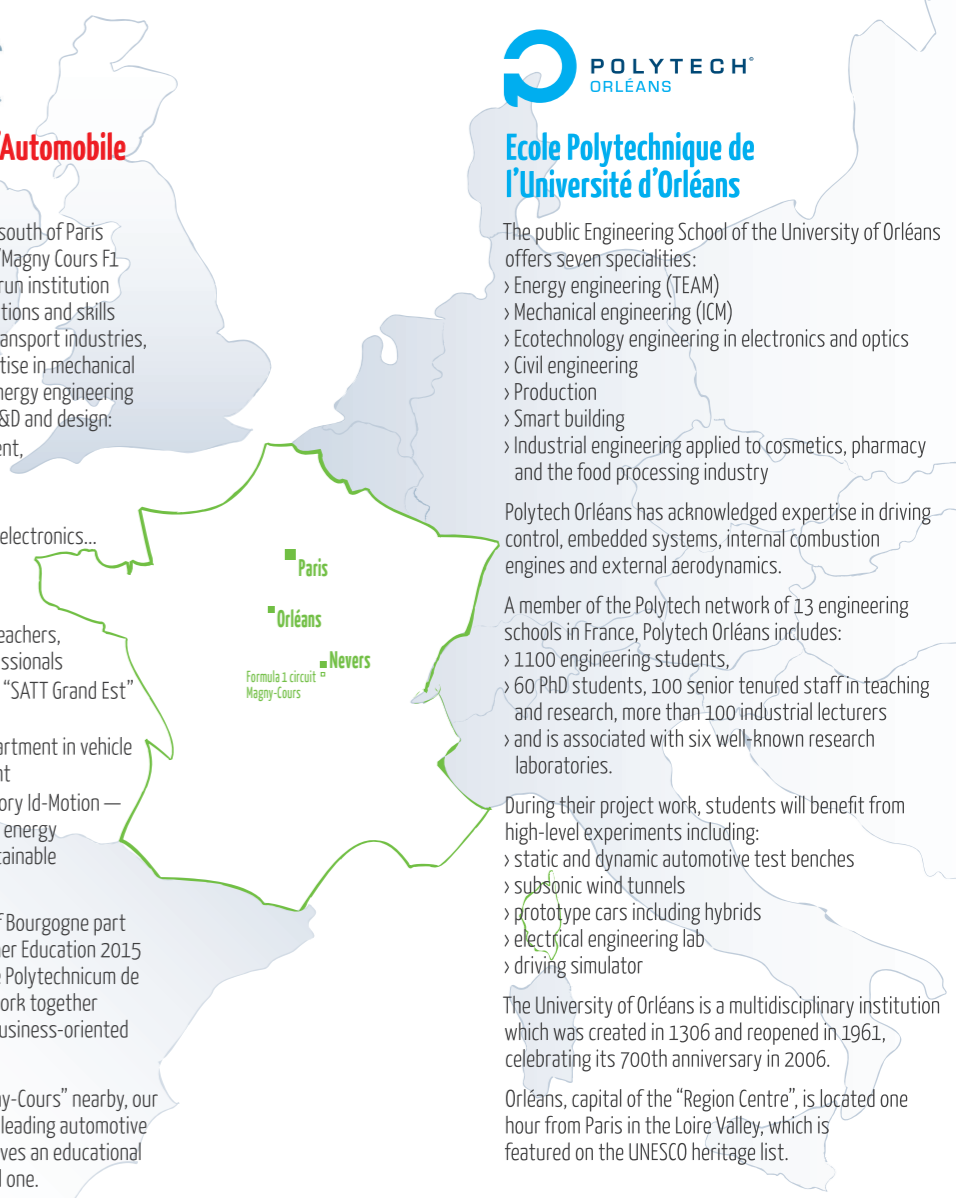 'Automobile
south of Paris
Magny Cours F1
run institution
tions and skills
ansport industries,
tise in mechanical
nergy engineering
&D and design:
ent,
electronics...
eachers,
ssionals
"SATT Grand Est"
artment in vehicle
nt
ory Id-Motion —
energy
tainable
f Bourgogne part
her Education 2015
e Polytechnicum de
ork together
usiness-oriented
ny-Cours" nearby, our
leading automotive
ves an educational
l one.
Paris
Orléans
Nevers
Formula 1 circuit
Magny-Cours
POLYTECH®
ORLÉANS
Ecole Polytechnique de
l'Université d'Orléans
The public Engineering School of the University of Orléans
offers seven specialities:
› Energy engineering (TEAM)
› Mechanical engineering (ICM)
› Ecotechnology engineering in electronics and optics
› Civil engineering
› Production
› Smart building
› Industrial engineering applied to cosmetics, pharmacy
and the food processing industry
Polytech Orléans has acknowledged expertise in driving
control, embedded systems, internal combustion
engines and external aerodynamics.
A member of the Polytech network of 13 engineering
schools in France, Polytech Orléans includes:
› 1100 engineering students,
› 60 PhD students, 100 senior tenured staff in teaching
and research, more than 100 industrial lecturers
› and is associated with six well-known research
laboratories.
During their project work, students will benefit from
high-level experiments including:
› static and dynamic automotive test benches
› subsonic wind tunnels
› prototype cars including hybrids
› electrical engineering lab
› driving simulator
The University of Orléans is a multidisciplinary institution
which was created in 1306 and reopened in 1961,
celebrating its 700th anniversary in 2006.
Orléans, capital of the "Region Centre", is located one
hour from Paris in the Loire Valley, which is
featured on the UNESCO heritage list.